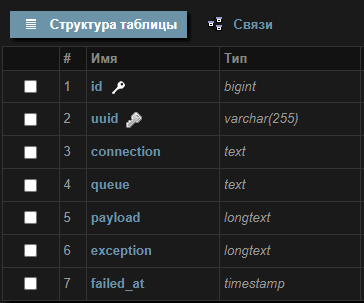 Структура таблицы Связи
# Имя Тип
1 id bigint
2 uuid varchar(255)
3 connection text
4 queue text
5 payload longtext
6 exception longtext
7 failed_at timestamp